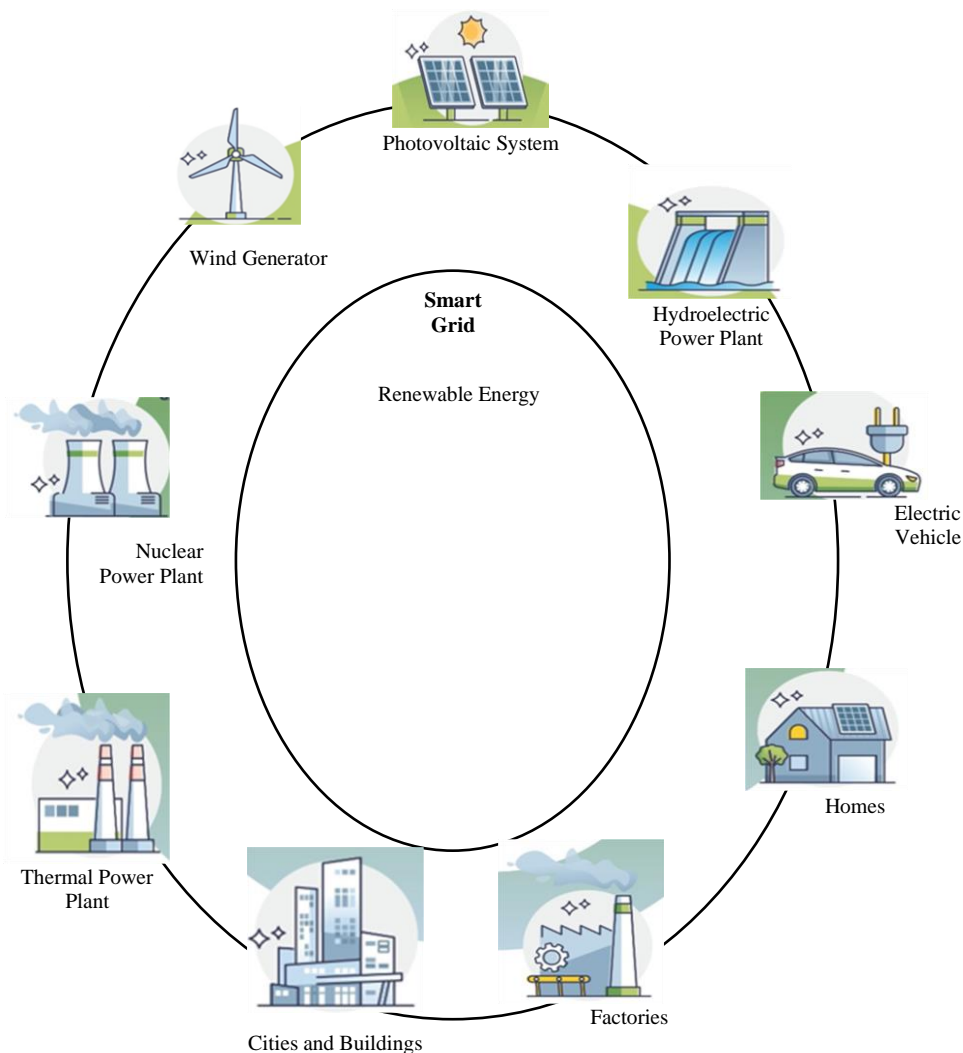 Photovoltaic System
Wind Generator
Smart
Grid
Hydroelectric
Power Plant
Renewable Energy
Electric
Vehicle
Nuclear
Power Plant
Homes
Thermal Power
Plant
Factories
Cities and Buildings